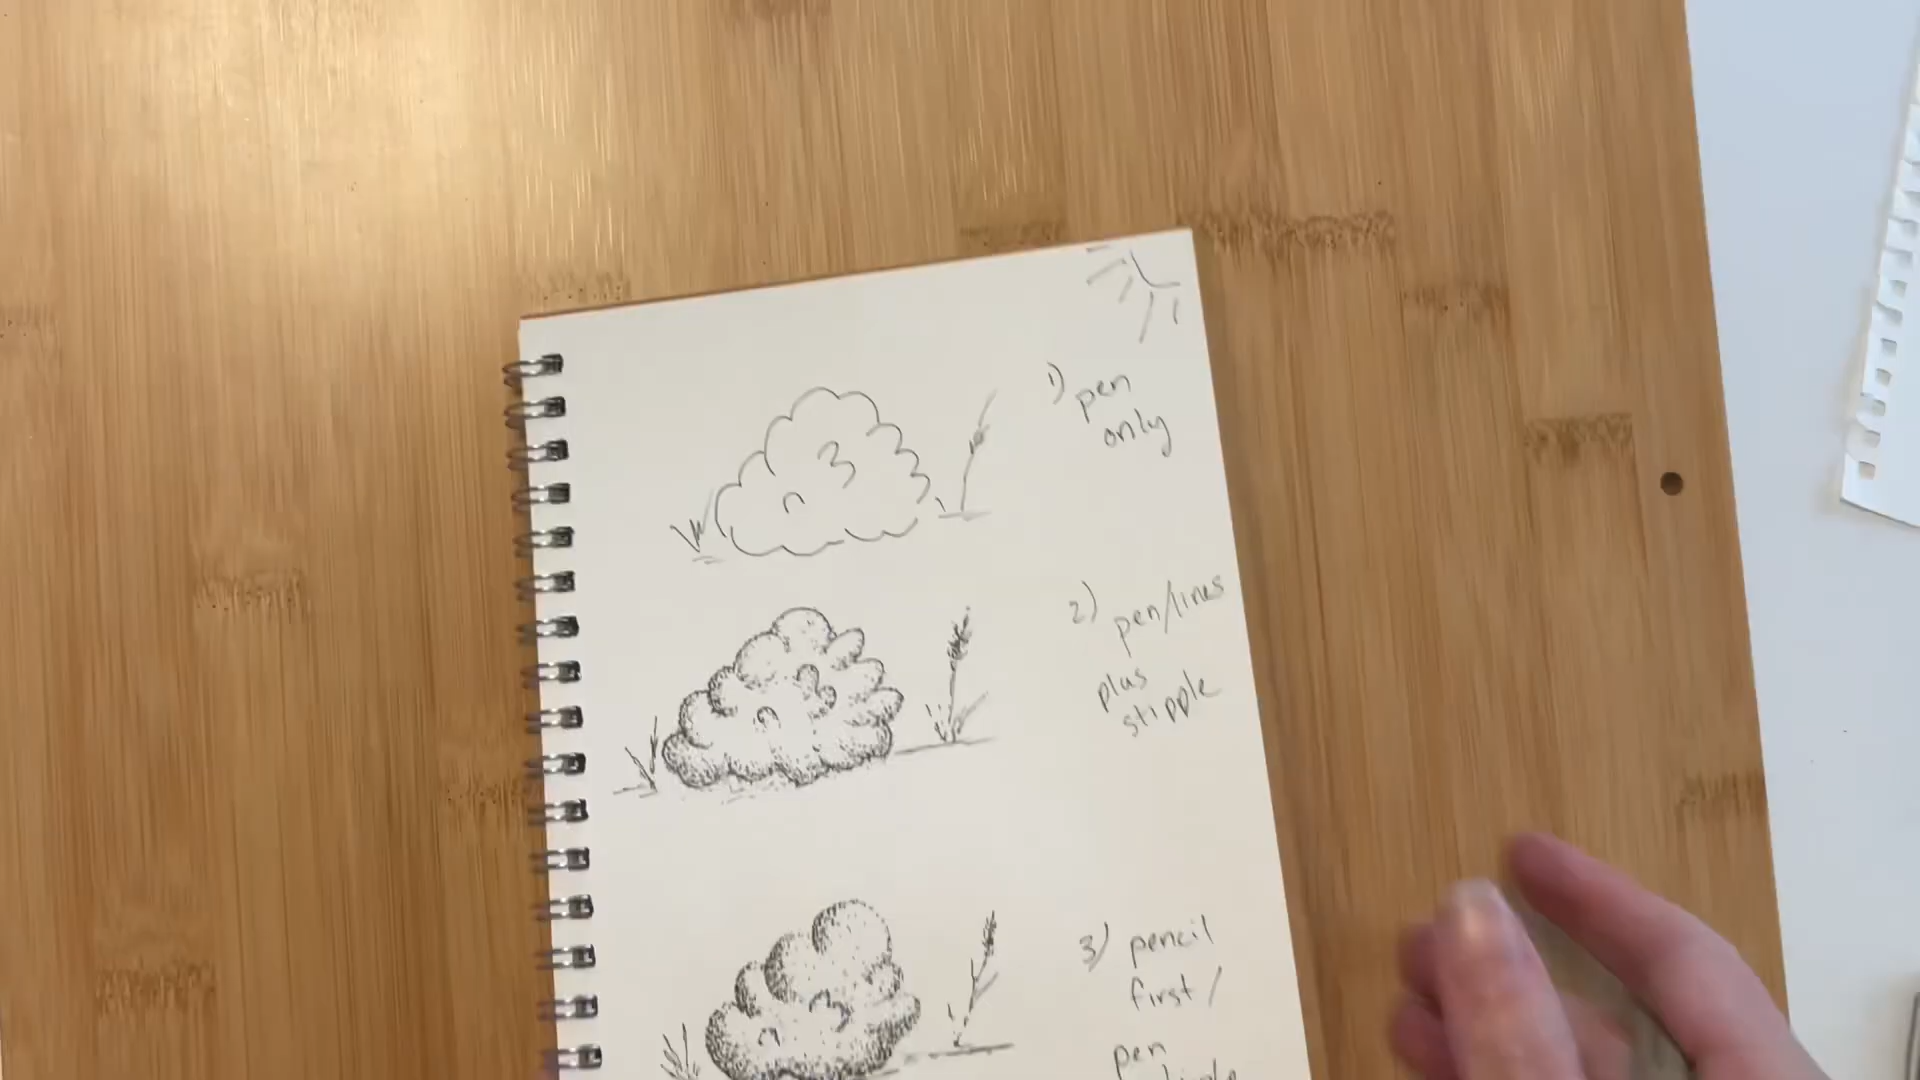 1) pen
only
2) pen/lines
plus
stipple
3) pencil
first/
pen